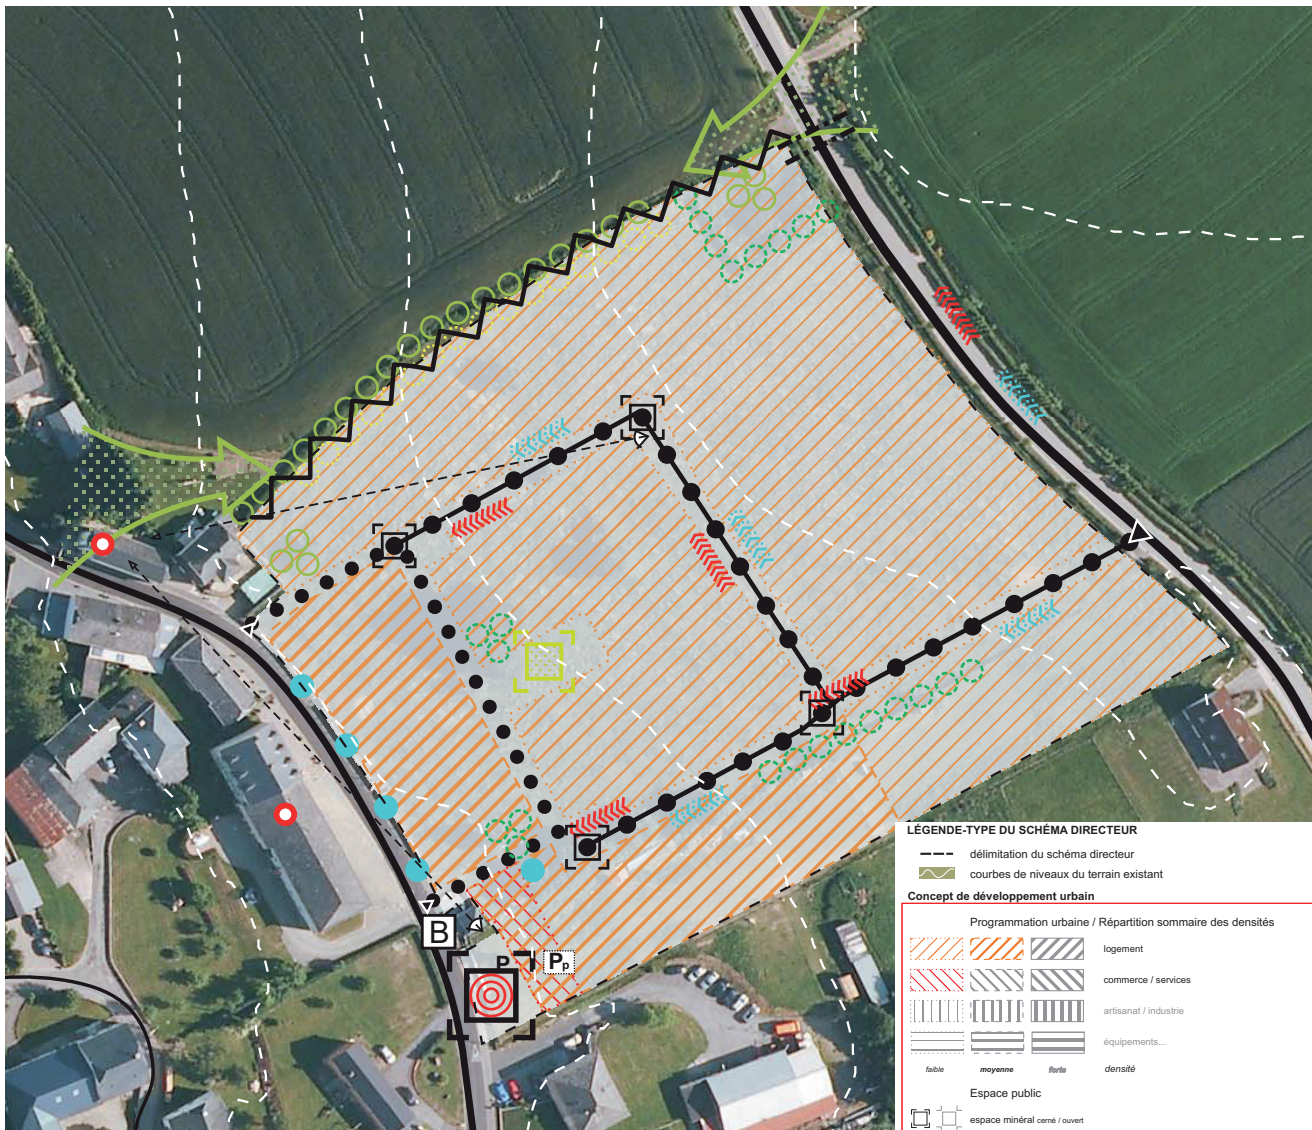 B
P
Pp
LÉGENDE-TYPE DU SCHÉMA DIRECTEUR
délimitation du schéma directeur
courbes de niveaux du terrain existant
Concept de développement urbain
Programmation urbaine / Répartition sommaire des densités
logement
commerce / services
artisanat / industrie
équipements...
faible moyenne forte densité
Espace public
espace minéral cerné / ouvert